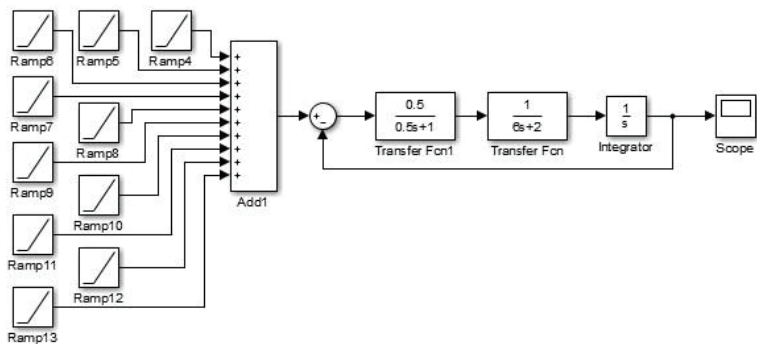 Ramp6
Ramp5
Ramp4
Ramp7
Ramp8
Ramp9
Ramp10
Ramp11
Ramp12
Ramp13
+
+
+
+
+
+
+
+
+
+
Add1
+
−
0.5
0.5s+1
Transfer Fcn1
1
6s+2
Transfer Fcn
1
s
Integrator
Scope